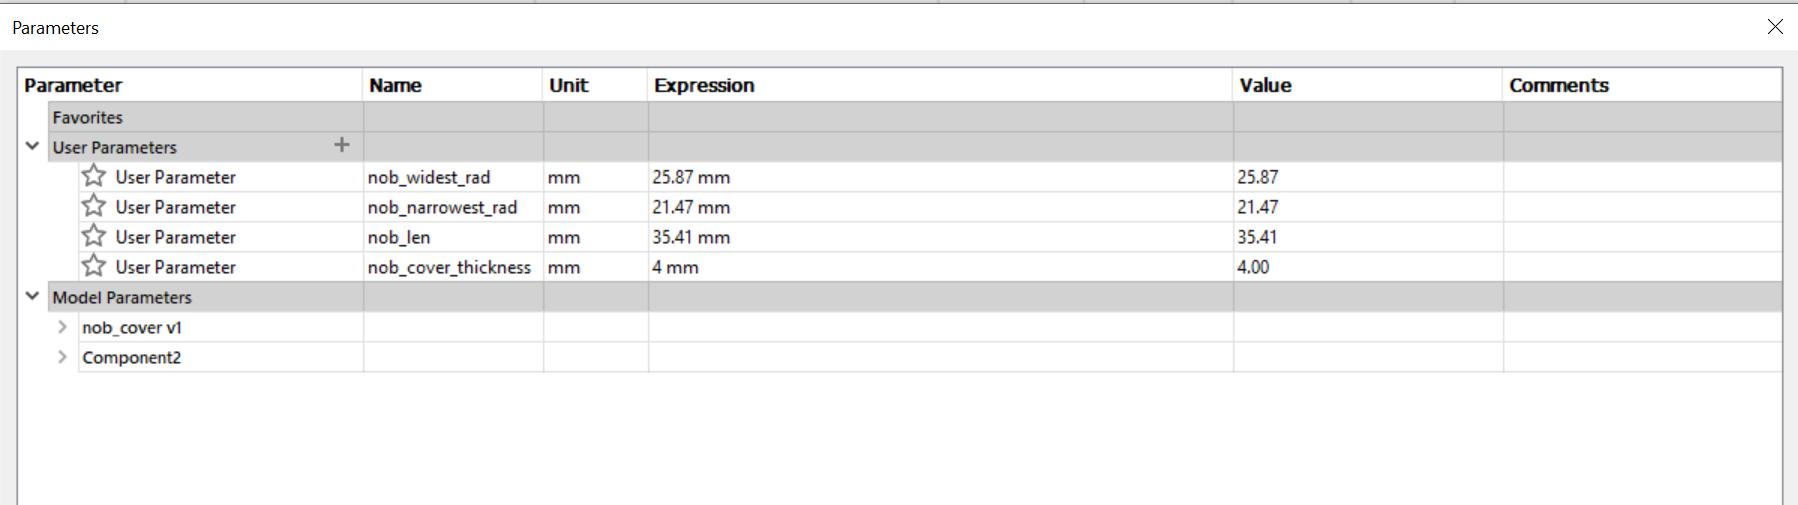 Parameters
Parameter Name Unit Expression Value Comments
Favorites
User Parameters +
User Parameter nob_widest_rad mm 25.87 mm 25.87
User Parameter nob_narrowest_rad mm 21.47 mm 21.47
User Parameter nob_len mm 35.41 mm 35.41
User Parameter nob_cover_thickness mm 4 mm 4.00
Model Parameters
nob_cover v1
Component2